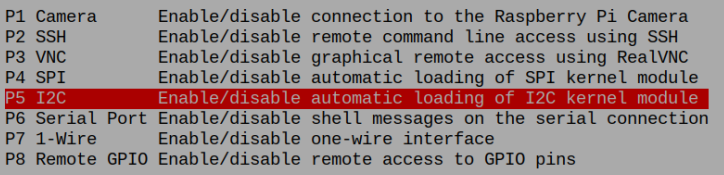 P1 Camera Enable/disable connection to the Raspberry Pi Camera
P2 SSH Enable/disable remote command line access using SSH
P3 VNC Enable/disable graphical remote access using RealVNC
P4 SPI Enable/disable automatic loading of SPI kernel module
P5 I2C Enable/disable automatic loading of I2C kernel module
P6 Serial Port Enable/disable shell messages on the serial connection
P7 1-Wire Enable/disable one-wire interface
P8 Remote GPIO Enable/disable remote access to GPIO pins